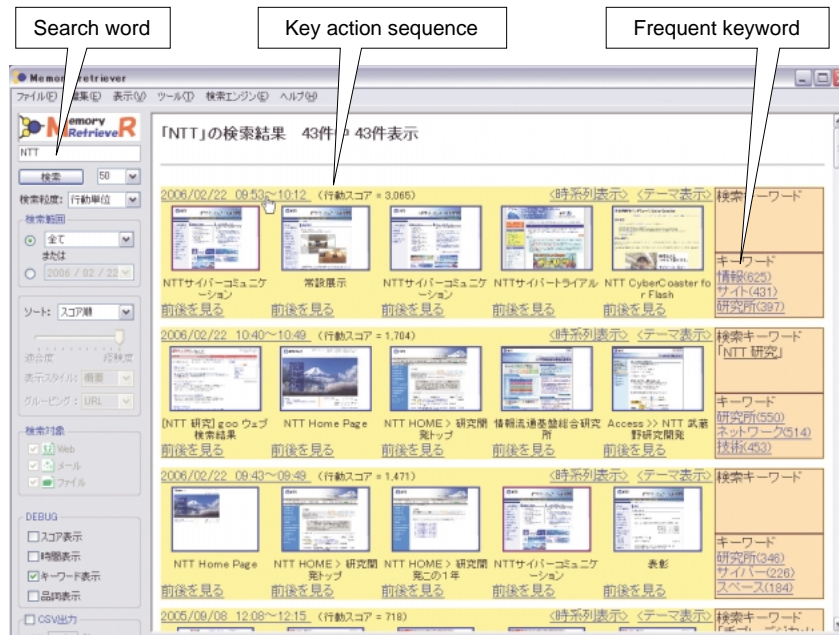 Search word
Key action sequence
Frequent keyword
Memory Retriever
ファイル(F) 編集(E) 表示(V) ツール(T) 検索エンジン(E) ヘルプ(H)
Memory RetrieveR
NTT
検索 50
検索粒度: 行動単位
検索範囲
全て
または
2006 / 02 / 22
ソート: スコア順
適合度 経験度
表示スタイル: 画面
グルーピング: URL
検索対象
Web
メール
ファイル
DEBUG
スコア表示
時間表示
キーワード表示
品詞表示
CSV出力
「NTT」の検索結果 43件中 43件表示
2006/02/22 09:53~10:12 (行動スコア = 3,065) <時系列表示> <テーマ表示>
NTTサイバーコミュニケーション
常設展示
NTTサイバーコミュニケーション
NTTサイバートライアル
NTT CyberCoaster for Flash
前後を見る 前後を見る 前後を見る 前後を見る 前後を見る
検索キーワード
キーワード
情報(625)
サイト(431)
研究所(397)
2006/02/22 10:40~10:49 (行動スコア = 1,704) <時系列表示> <テーマ表示>
[NTT 研究] goo ウェブ検索結果
NTT Home Page
NTT HOME > 研究開発トップ
情報流通基盤総合研究所
Access >> NTT 武蔵野研究開発
前後を見る 前後を見る 前後を見る 前後を見る 前後を見る
検索キーワード
「NTT 研究」
キーワード
研究所(550)
ネットワーク(514)
技術(453)
2006/02/22 09:43~09:49 (行動スコア = 1,471) <時系列表示> <テーマ表示>
NTT Home Page
NTT HOME > 研究開発トップ
NTT HOME > 研究開発この1年
NTTサイバーコミュニケーション
表彰
前後を見る 前後を見る 前後を見る 前後を見る 前後を見る
検索キーワード
キーワード
研究所(346)
サイバー(226)
スペース(184)
2005/09/08 12:08~12:15 (行動スコア = 718) <時系列表示> <テーマ表示>
検索キーワード